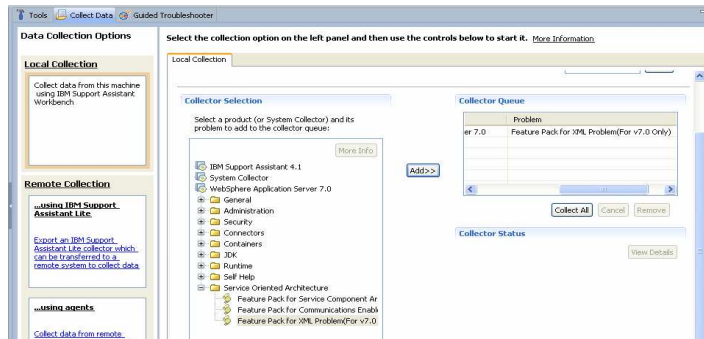 Tools Collect Data Guided Troubleshooter
Data Collection Options
Select the collection option on the left panel and then use the controls below to start it. More Information
Local Collection
Collect data from this machine
using IBM Support Assistant
Workbench
Remote Collection
...using IBM Support
Assistant Lite
Export an IBM Support
Assistant Lite collector which
can be transferred to a
remote system to collect data
...using agents
Collect data from remote
Local Collection
Collector Selection
Select a product (or System Collector) and its
problem to add to the collector queue:
More Info
IBM Support Assistant 4.1
System Collector
WebSphere Application Server 7.0
General
Administration
Security
Connectors
Containers
JDK
Runtime
Self Help
Service Oriented Architecture
Feature Pack for Service Component Ar
Feature Pack for Communications Enabl
Feature Pack for XML Problem(For v7.0
Add>>
Collector Queue
Problem
er 7.0 Feature Pack for XML Problem(For v7.0 Only)
Collect All Cancel Remove
Collector Status
View Details